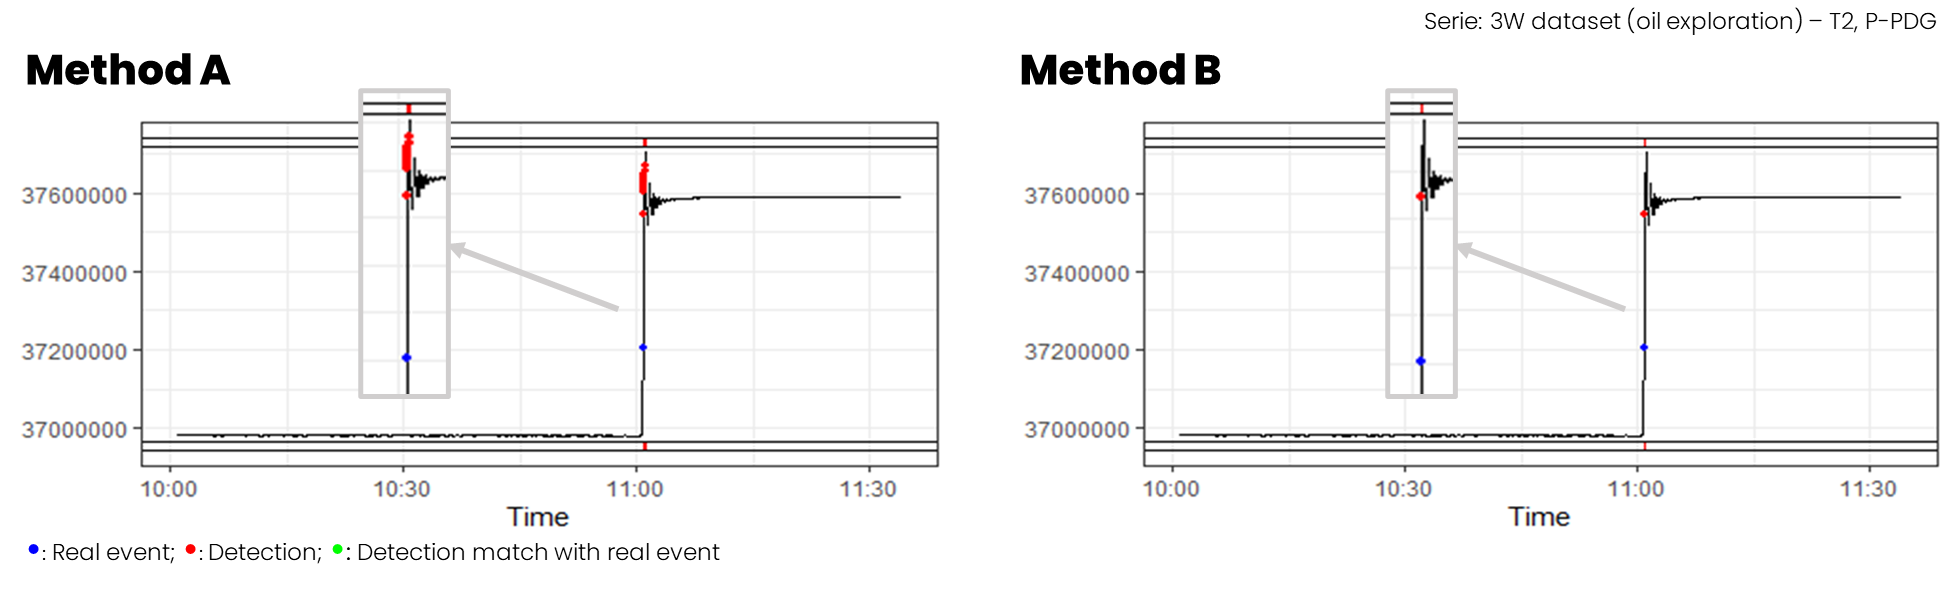 Serie: 3W dataset (oil exploration) – T2, P-PDG
Method A
Method B
37600000
37400000
37200000
37000000
10:00 10:30 11:00 11:30
Time
37600000
37400000
37200000
37000000
10:00 10:30 11:00 11:30
Time
: Real event; : Detection; : Detection match with real event